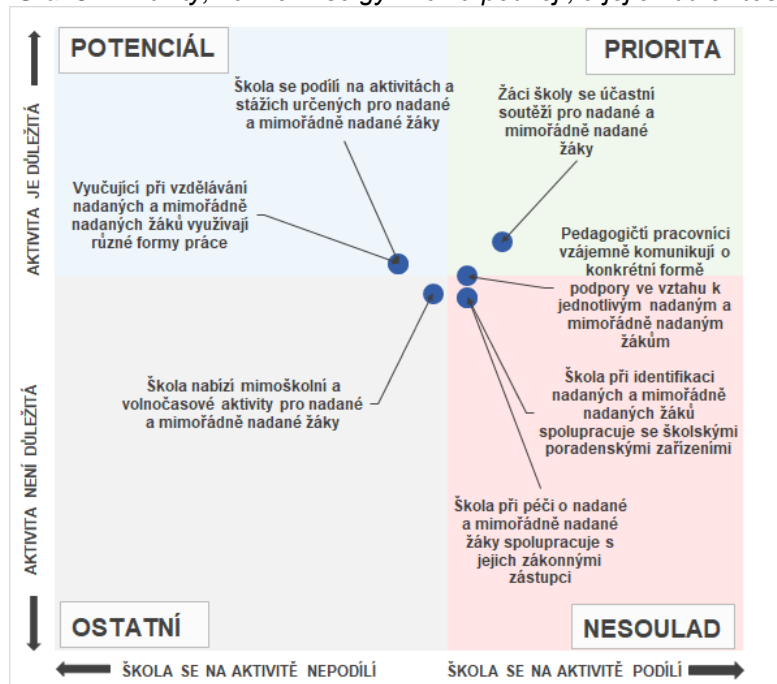 POTENCIÁL
PRIORITA
Škola se podílí na aktivitách a
stážích určených pro nadané
a mimořádně nadané žáky
Žáci školy se účastní
soutěží pro nadané a
mimořádně nadané
žáky
Vyučující při vzdělávání
nadaných a mimořádně
nadaných žáků využívají
různé formy práce
Pedagogičtí pracovníci
vzájemně komunikují o
konkrétní formě
podpory ve vztahu k
jednotlivým nadaným a
mimořádně nadaným
žákům
Škola nabízí mimoškolní a
volnočasové aktivity pro nadané
a mimořádně nadané žáky
Škola při identifikaci
nadaných a mimořádně
nadaných žáků
spolupracuje se školskými
poradenskými zařízeními
Škola při péči o nadané
a mimořádně nadané
žáky spolupracuje s
jejich zákonnými
zástupci
OSTATNÍ
NESOULAD
AKTIVITA JE DŮLEŽITÁ
AKTIVITA NENÍ DŮLEŽITÁ
ŠKOLA SE NA AKTIVITĚ NEPODÍLÍ
ŠKOLA SE NA AKTIVITĚ PODÍLÍ